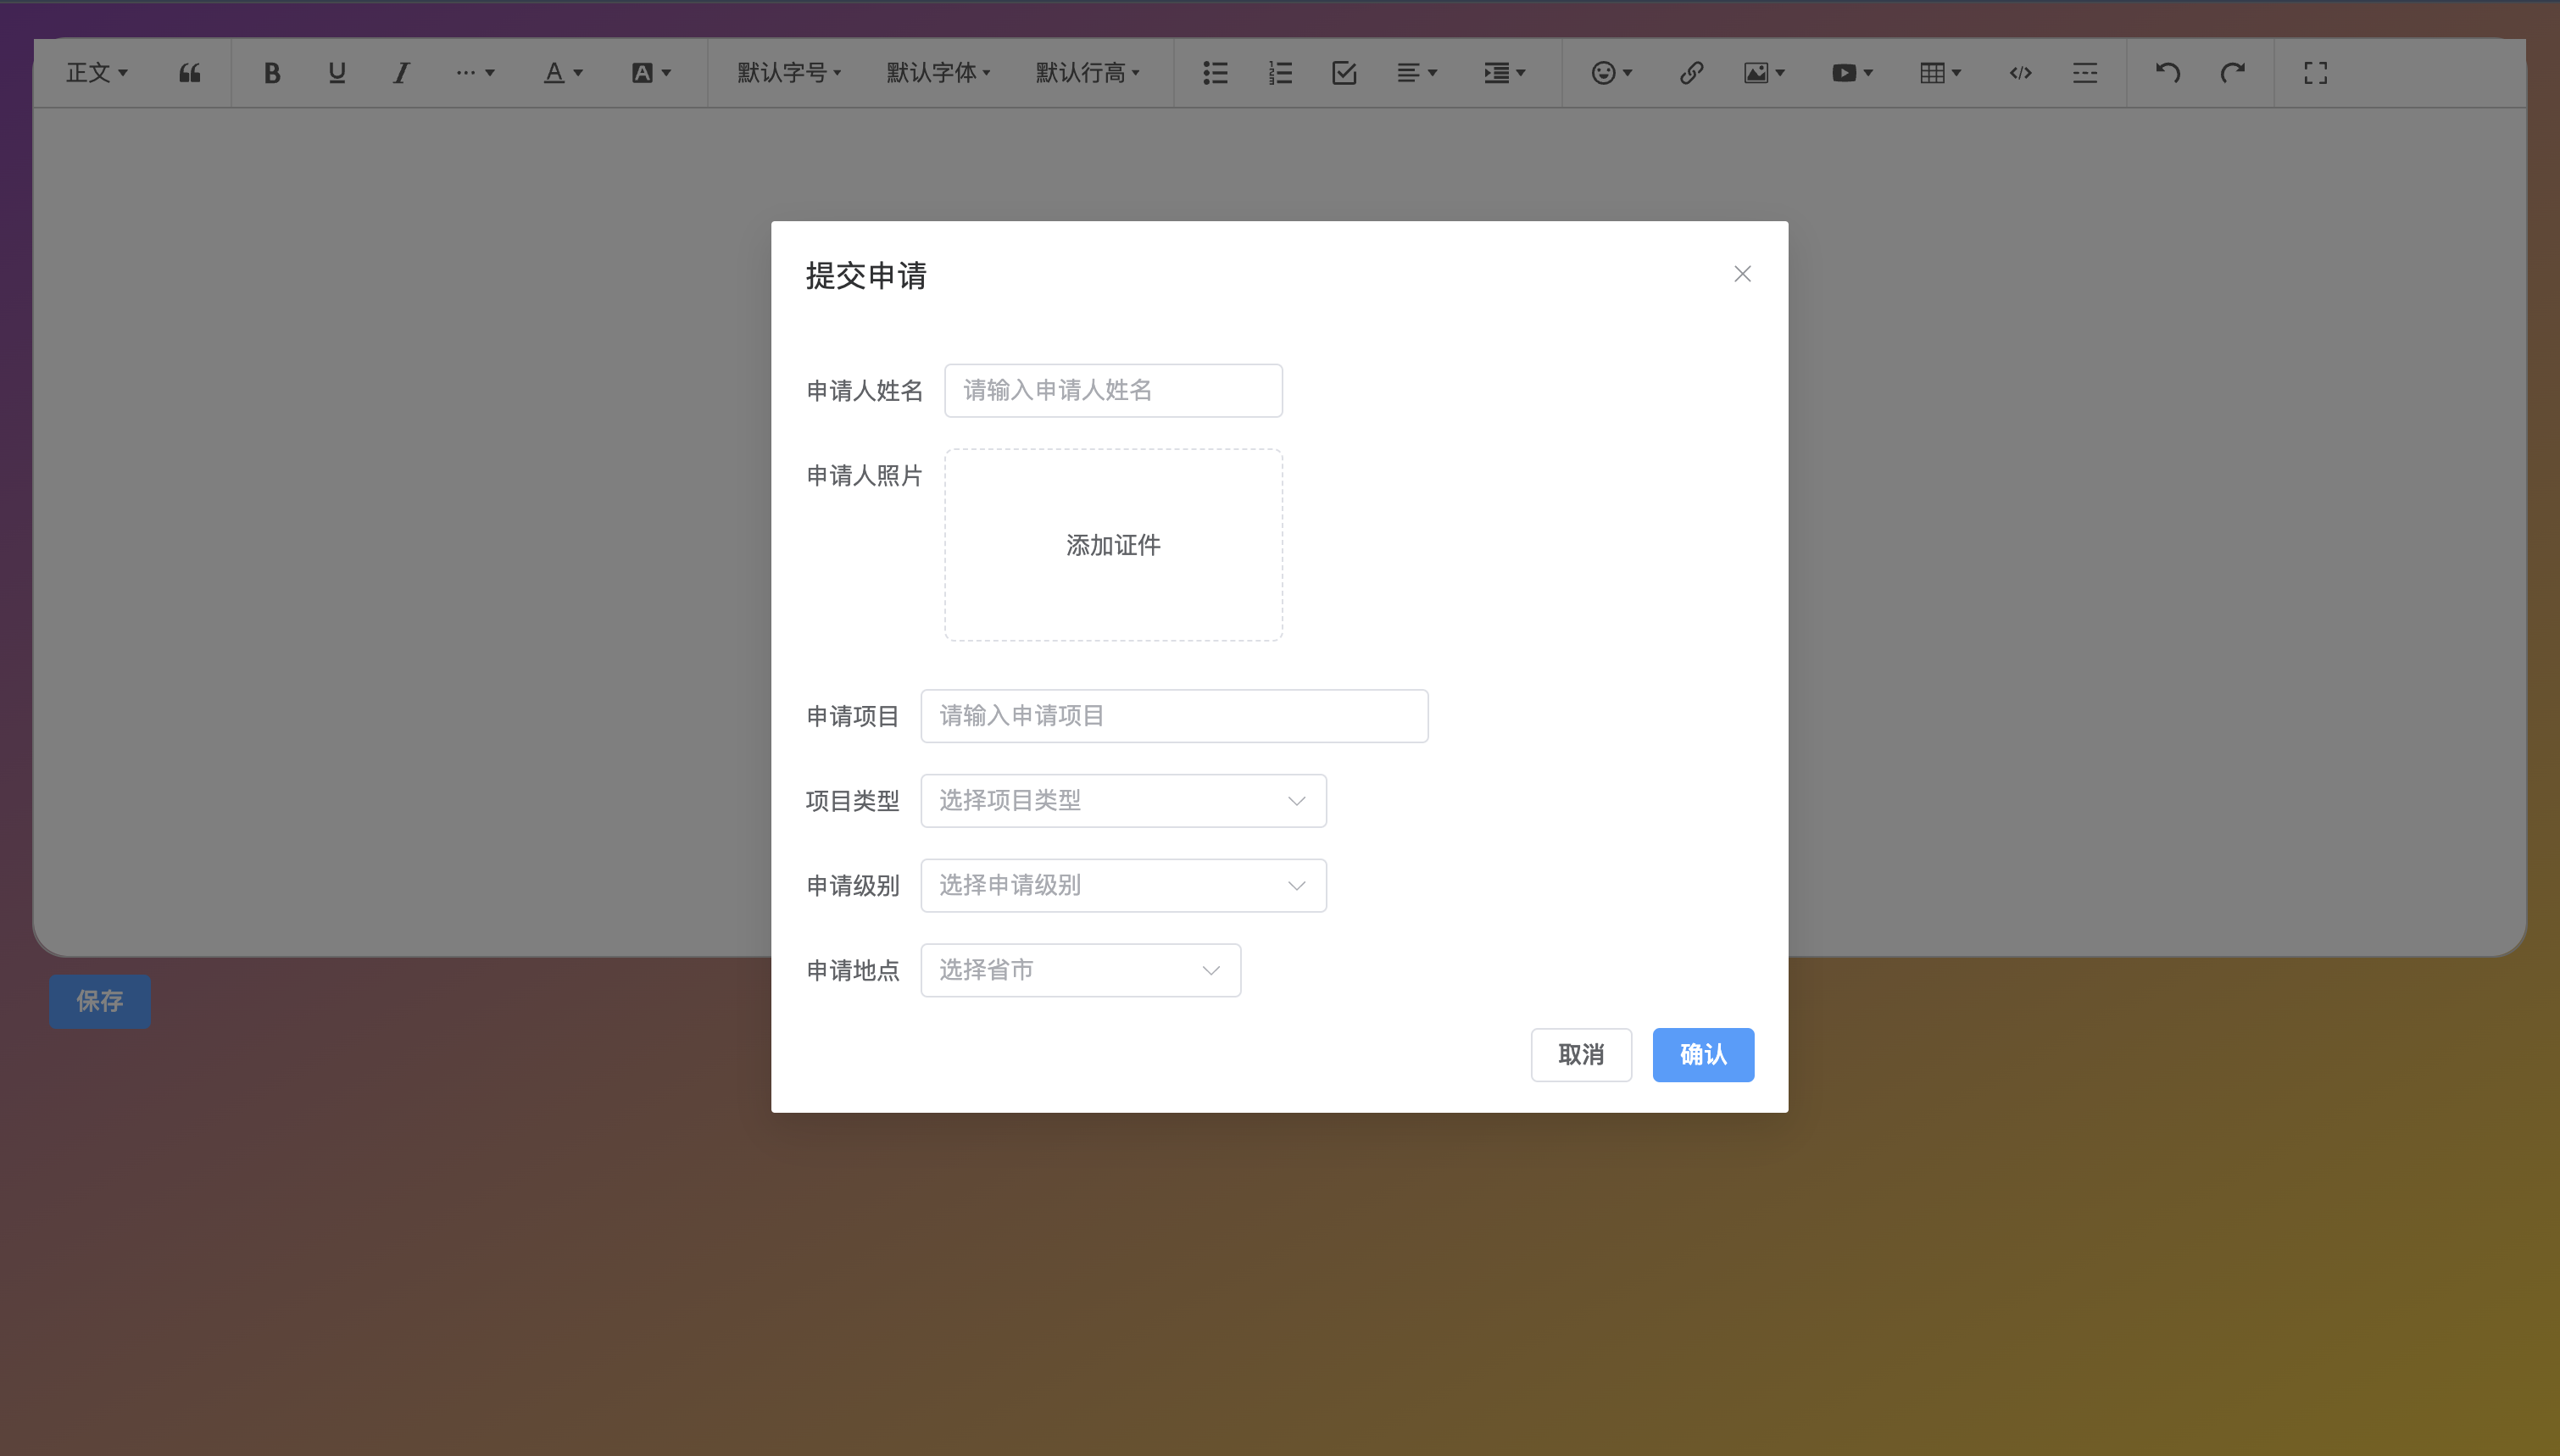 正文 B U I ··· A A 默认字号 默认字体 默认行高
提交申请
申请人姓名 请输入申请人姓名
申请人照片
添加证件
申请项目 请输入申请项目
项目类型 选择项目类型
申请级别 选择申请级别
申请地点 选择省市
保存
取消 确认